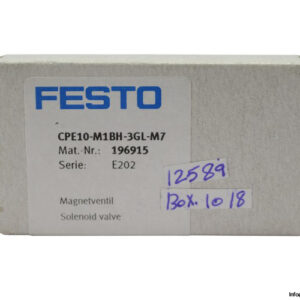 FESTO
CPE10-M1BH-3GL-M7
Mat.-Nr.: 196915
Serie: E202
12589
Box. 1018
Magnetventil
Solenoid valve